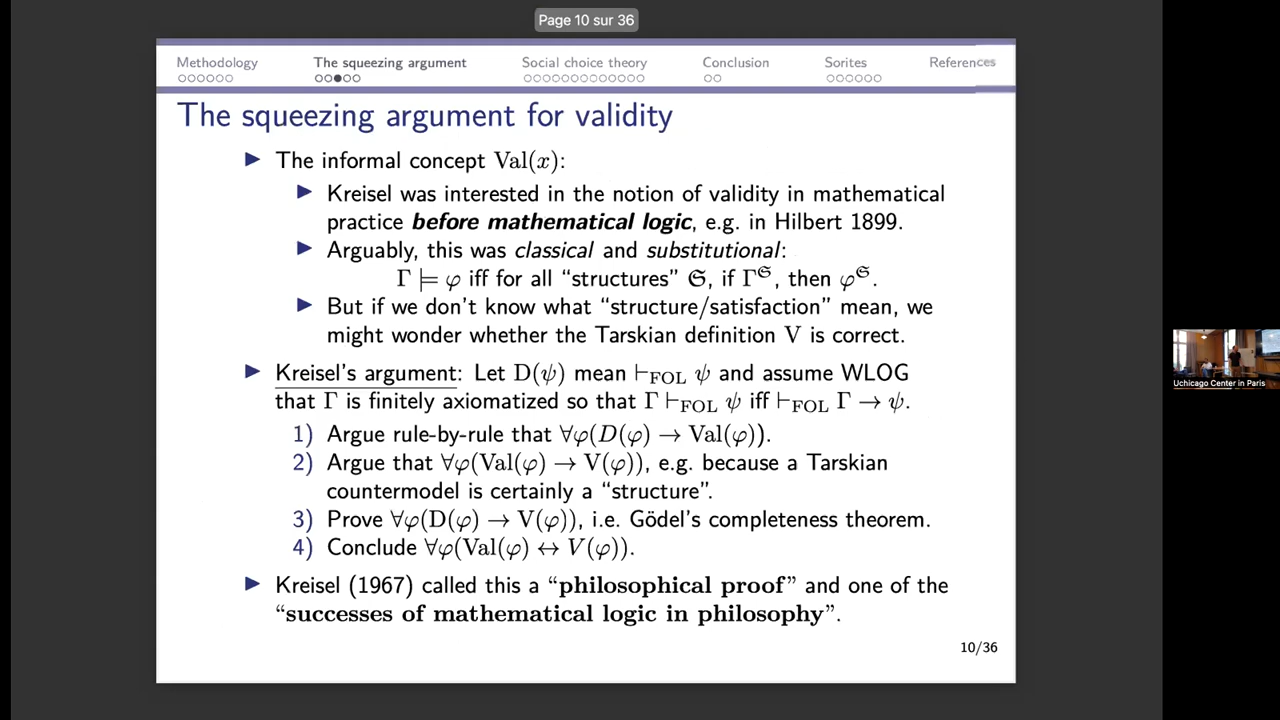 Page 10 sur 36
Methodology The squeezing argument Social choice theory Conclusion Sorites References
The squeezing argument for validity
▶ The informal concept Val(x):
▶ Kreisel was interested in the notion of validity in mathematical
practice before mathematical logic, e.g. in Hilbert 1899.
▶ Arguably, this was classical and substitutional:
Γ ⊨ φ iff for all “structures” 𝔖, if Γ^𝔖, then φ^𝔖.
▶ But if we don’t know what “structure/satisfaction” mean, we
might wonder whether the Tarskian definition V is correct.
▶ Kreisel’s argument: Let D(ψ) mean ⊢_FOL ψ and assume WLOG
that Γ is finitely axiomatized so that Γ ⊢_FOL ψ iff ⊢_FOL Γ → ψ.
1) Argue rule-by-rule that ∀φ(D(φ) → Val(φ)).
2) Argue that ∀φ(Val(φ) → V(φ)), e.g. because a Tarskian
countermodel is certainly a “structure”.
3) Prove ∀φ(D(φ) → V(φ)), i.e. Gödel’s completeness theorem.
4) Conclude ∀φ(Val(φ) ↔ V(φ)).
▶ Kreisel (1967) called this a “philosophical proof” and one of the
“successes of mathematical logic in philosophy”.
10/36
Uchicago Center in Paris